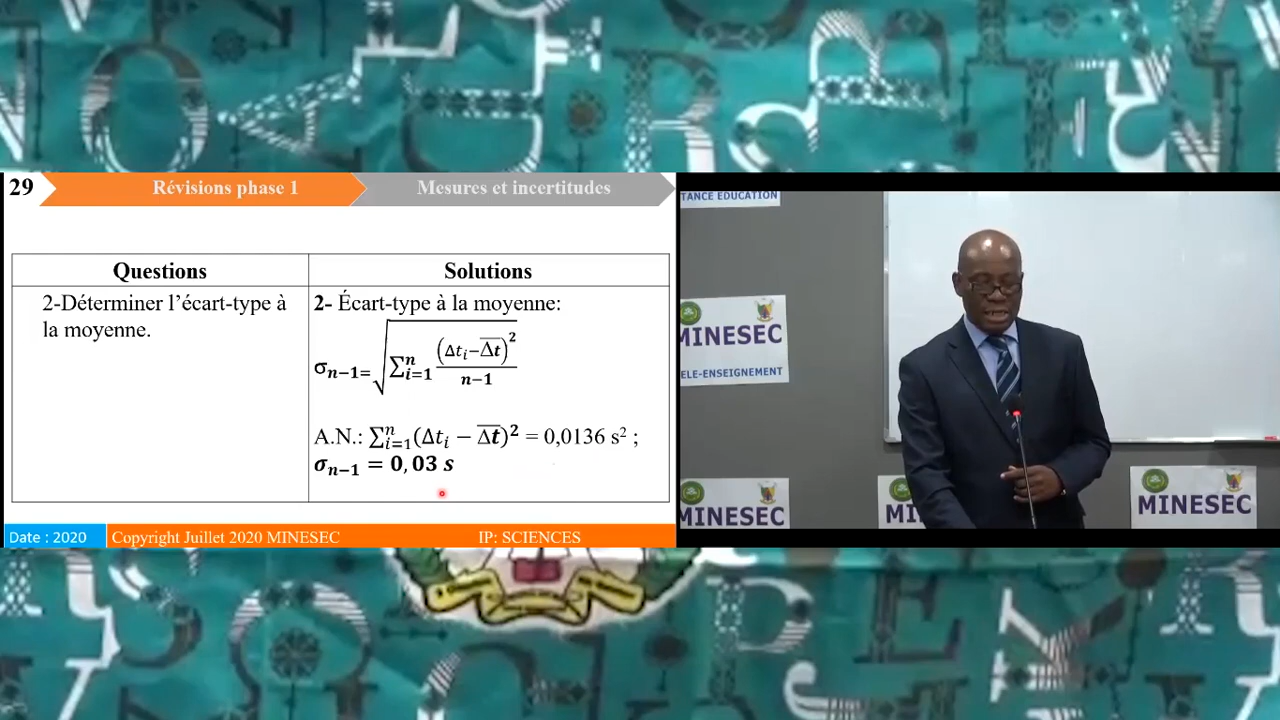 29
Révisions phase 1
Mesures et incertitudes
Questions
Solutions
2-Déterminer l'écart-type à
la moyenne.
2- Écart-type à la moyenne:
σₙ₋₁₌√∑ⁿᵢ₌₁ (Δtᵢ−Δ̅t̅)²/n−1
A.N.: ∑ⁿᵢ₌₁(Δtᵢ − Δ̅t̅)² = 0,0136 s² ;
σₙ₋₁ = 0,03 s
Date : 2020
Copyright Juillet 2020 MINESEC
IP: SCIENCES
TANCE EDUCATION
MINESEC
ELE-ENSEIGNEMENT
MINESEC
MI
MINESEC